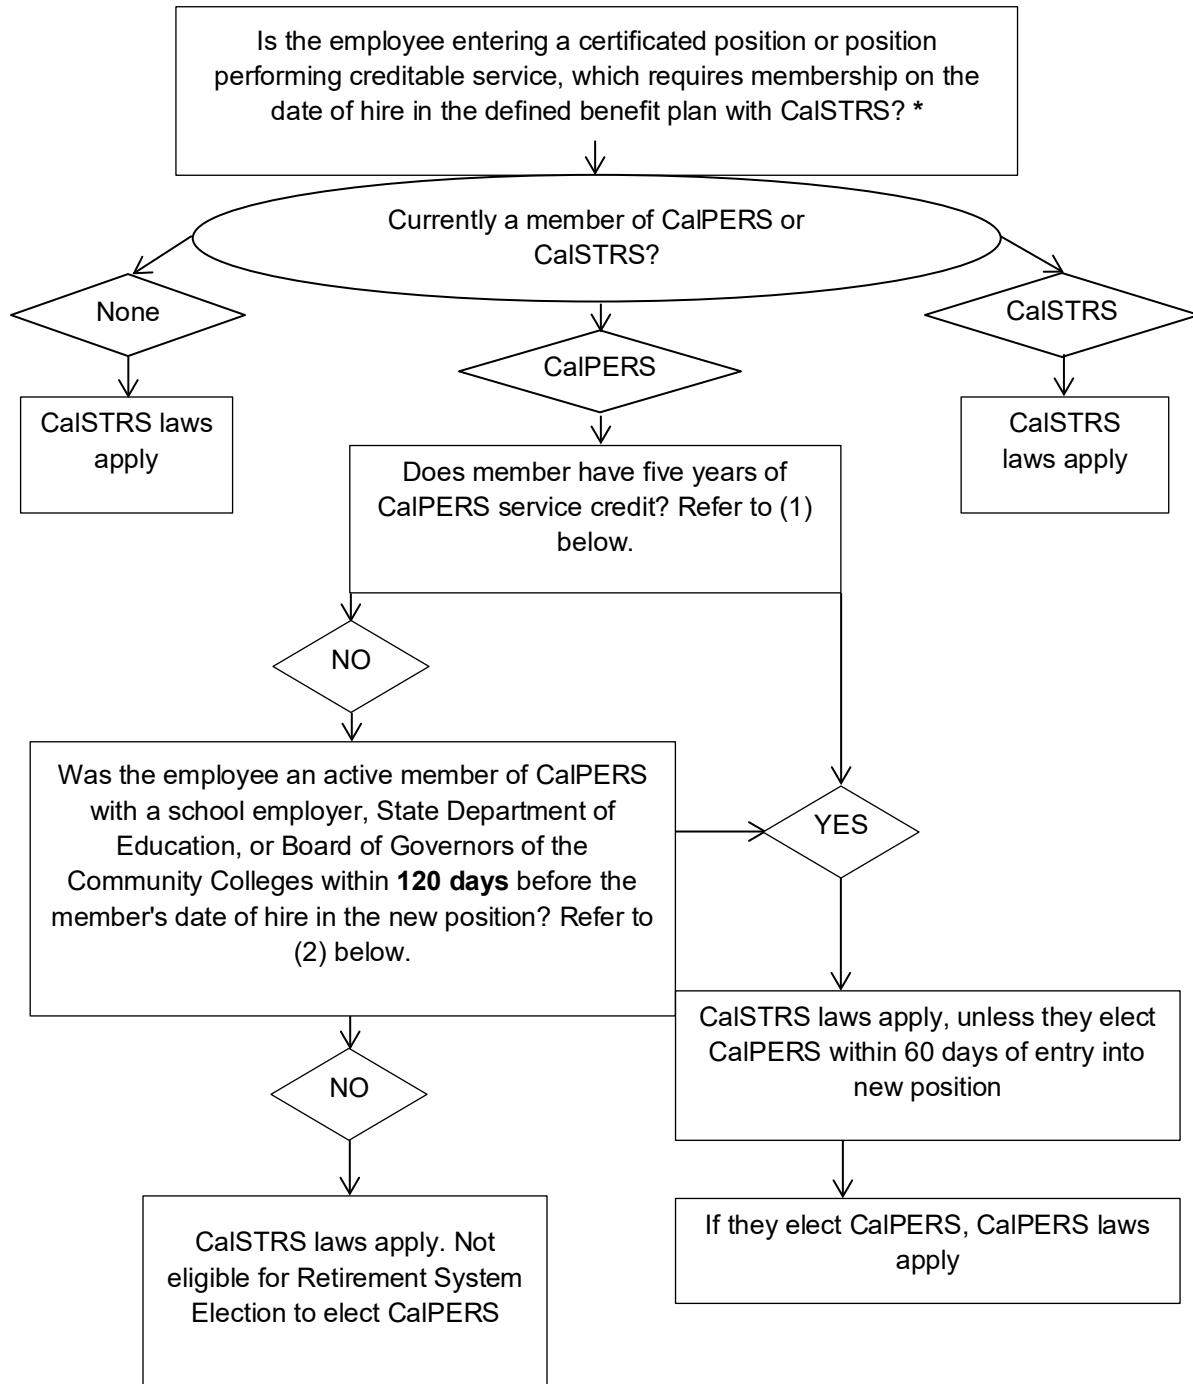 Is the employee entering a certificated position or position
performing creditable service, which requires membership on the
date of hire in the defined benefit plan with CalSTRS? *
Currently a member of CalPERS or
CalSTRS?
None
CalPERS
CalSTRS
CalSTRS laws
apply
CalSTRS
laws apply
Does member have five years of
CalPERS service credit? Refer to (1)
below.
NO
Was the employee an active member of CalPERS
with a school employer, State Department of
Education, or Board of Governors of the
Community Colleges within 120 days before the
member's date of hire in the new position? Refer to
(2) below.
YES
CalSTRS laws apply, unless they elect
CalPERS within 60 days of entry into
new position
NO
If they elect CalPERS, CalPERS laws
apply
CalSTRS laws apply. Not
eligible for Retirement System
Election to elect CalPERS